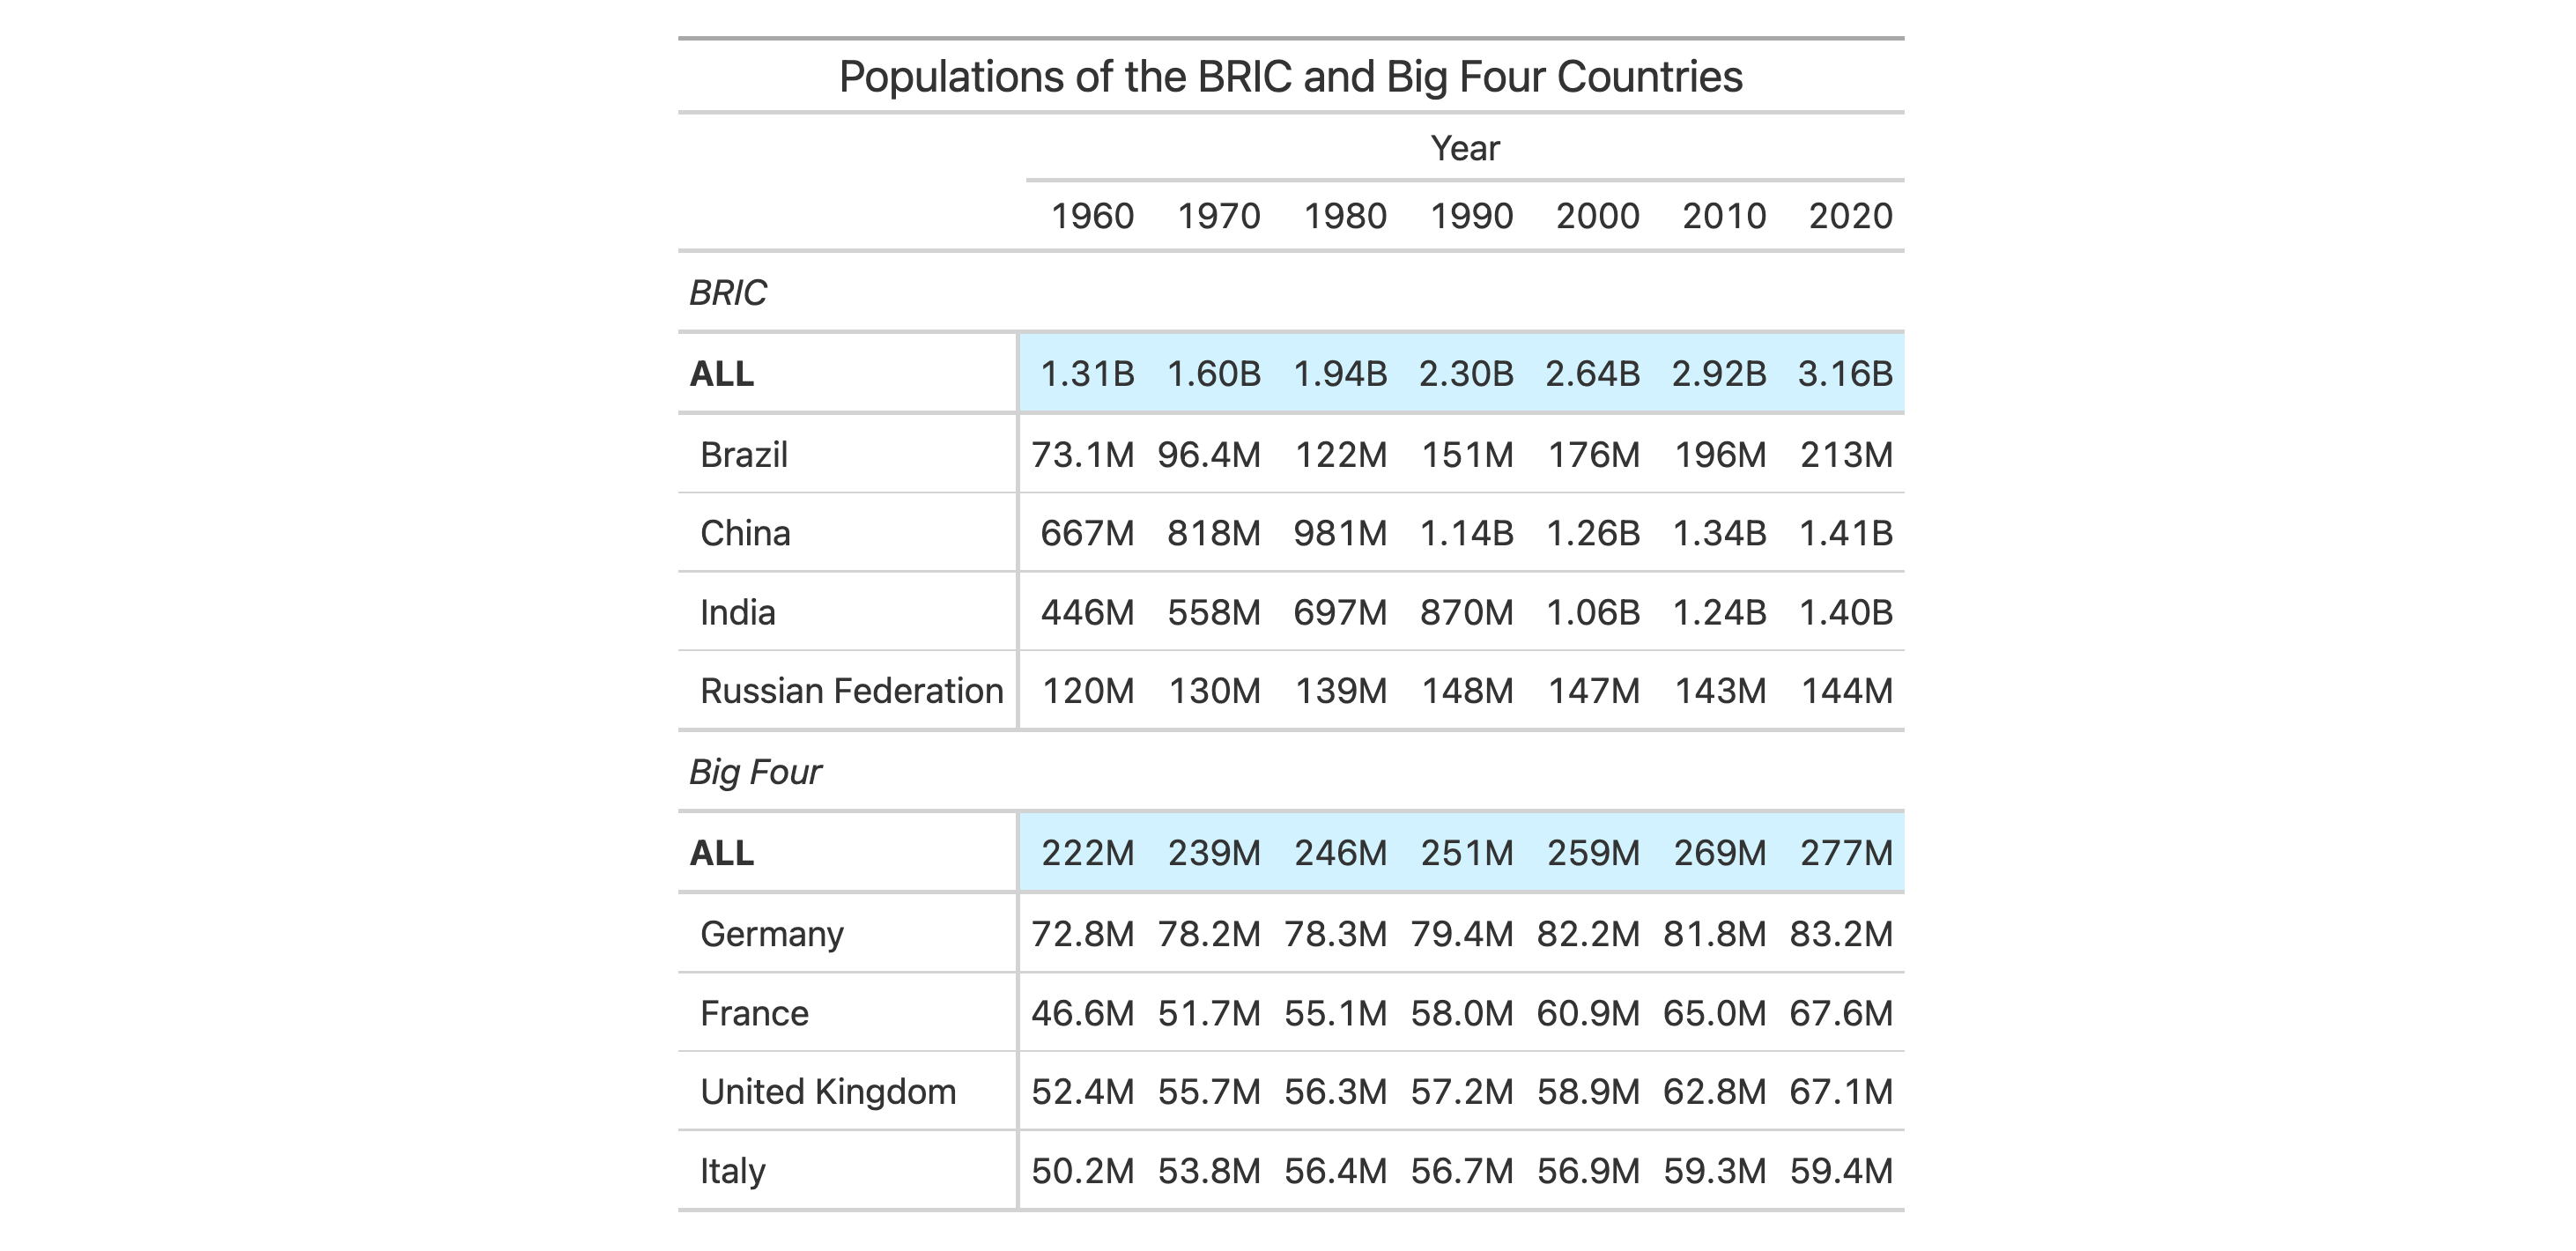 Populations of the BRIC and Big Four Countries
Year
1960 1970 1980 1990 2000 2010 2020
BRIC
ALL 1.31B 1.60B 1.94B 2.30B 2.64B 2.92B 3.16B
Brazil 73.1M 96.4M 122M 151M 176M 196M 213M
China 667M 818M 981M 1.14B 1.26B 1.34B 1.41B
India 446M 558M 697M 870M 1.06B 1.24B 1.40B
Russian Federation 120M 130M 139M 148M 147M 143M 144M
Big Four
ALL 222M 239M 246M 251M 259M 269M 277M
Germany 72.8M 78.2M 78.3M 79.4M 82.2M 81.8M 83.2M
France 46.6M 51.7M 55.1M 58.0M 60.9M 65.0M 67.6M
United Kingdom 52.4M 55.7M 56.3M 57.2M 58.9M 62.8M 67.1M
Italy 50.2M 53.8M 56.4M 56.7M 56.9M 59.3M 59.4M